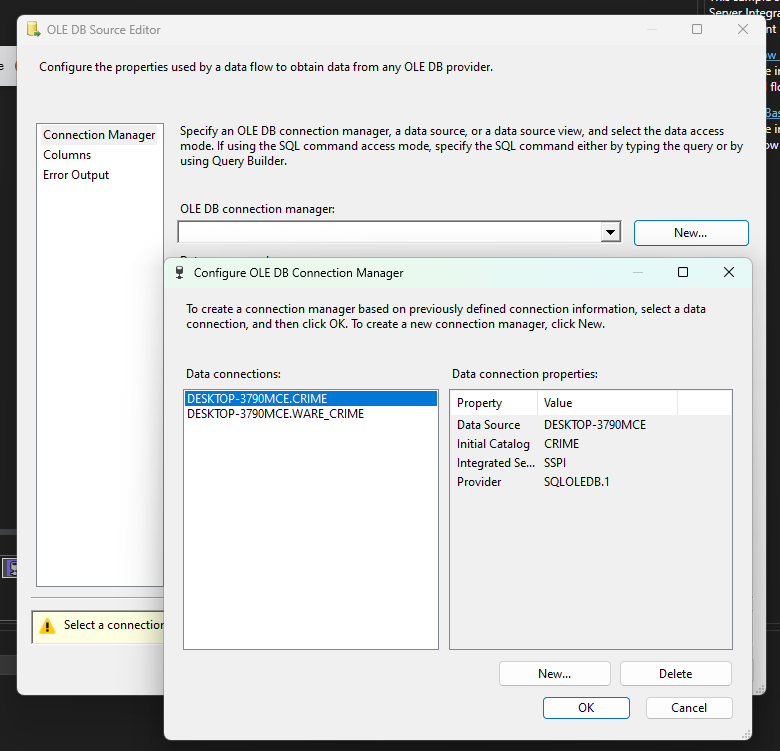 Server Integra
OLE DB Source Editor
Configure the properties used by a data flow to obtain data from any OLE DB provider.
Connection Manager
Columns
Error Output
Specify an OLE DB connection manager, a data source, or a data source view, and select the data access
mode. If using the SQL command access mode, specify the SQL command either by typing the query or by
using Query Builder.
OLE DB connection manager:
New...
Configure OLE DB Connection Manager
To create a connection manager based on previously defined connection information, select a data
connection, and then click OK. To create a new connection manager, click New.
Data connections:
Data connection properties:
DESKTOP-3790MCE.CRIME
DESKTOP-3790MCE.WARE_CRIME
Property Value
Data Source DESKTOP-3790MCE
Initial Catalog CRIME
Integrated Se... SSPI
Provider SQLOLEDB.1
Select a connection
New... Delete
OK Cancel